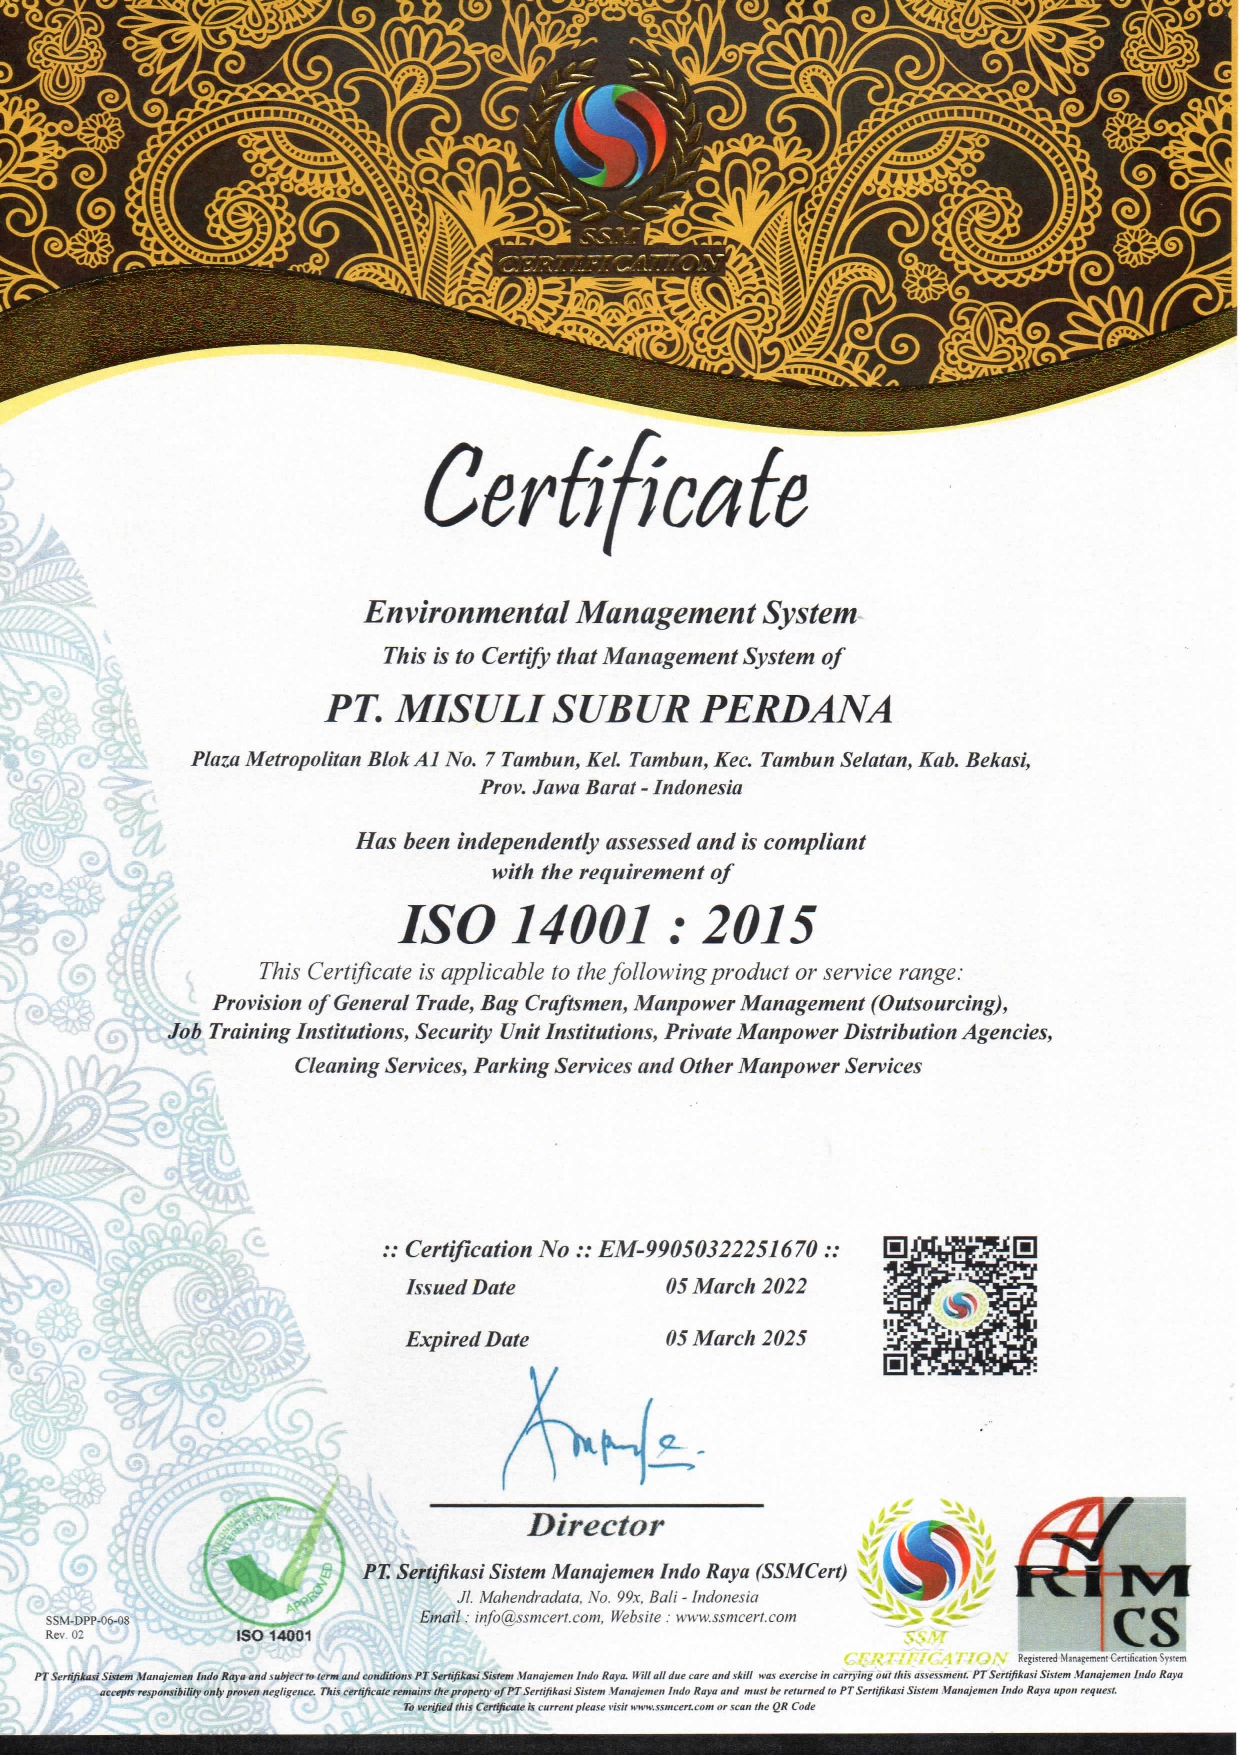 SSM
CERTIFICATION
Certificate
Environmental Management System
This is to Certify that Management System of
PT. MISULI SUBUR PERDANA
Plaza Metropolitan Blok A1 No. 7 Tambun, Kel. Tambun, Kec. Tambun Selatan, Kab. Bekasi,
Prov. Jawa Barat - Indonesia
Has been independently assessed and is compliant
with the requirement of
ISO 14001 : 2015
This Certificate is applicable to the following product or service range:
Provision of General Trade, Bag Craftsmen, Manpower Management (Outsourcing),
Job Training Institutions, Security Unit Institutions, Private Manpower Distribution Agencies,
Cleaning Services, Parking Services and Other Manpower Services
:: Certification No :: EM-99050322251670 ::
Issued Date 05 March 2022
Expired Date 05 March 2025
Director
PT. Sertifikasi Sistem Manajemen Indo Raya (SSMCert)
Jl. Mahendradata, No. 99x, Bali - Indonesia
Email : info@ssmcert.com, Website : www.ssmcert.com
SSM-DPP-06-08
Rev. 02
APPROVED
ISO 14001
SSM
CERTIFICATION
RIM
CS
Registered Management Certification System
PT Sertifikasi Sistem Manajemen Indo Raya and subject to term and conditions PT Sertifikasi Sistem Manajemen Indo Raya. Will all due care and skill was exercise in carrying out this assessment. PT Sertifikasi Sistem Manajemen Indo Raya
accepts responsibility only proven negligence. This certificate remains the property of PT Sertifikasi Sistem Manajemen Indo Raya and must be returned to PT Sertifikasi Sistem Manajemen Indo Raya upon request.
To verified this Certificate is current please visit www.ssmcert.com or scan the QR Code